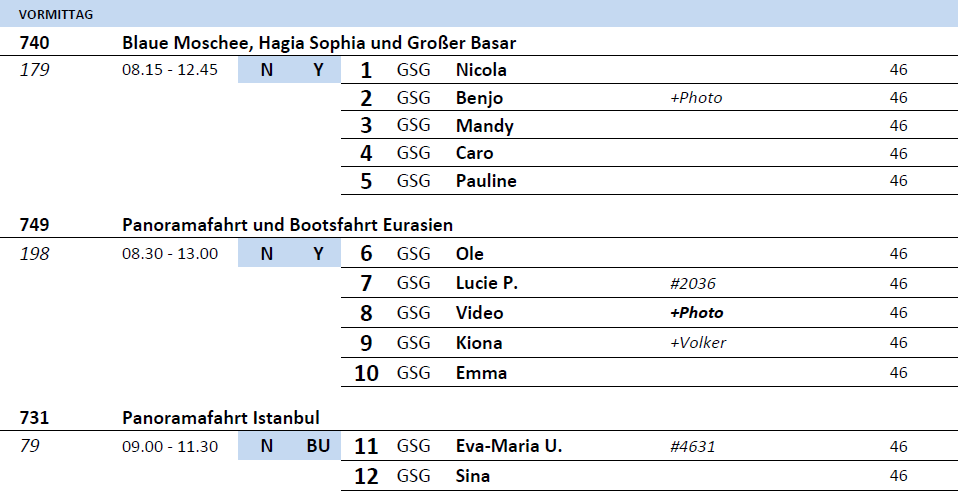 VORMITTAG
740 Blaue Moschee, Hagia Sophia und Großer Basar
179 08.15 - 12.45 N Y 1 GSG Nicola 46
2 GSG Benjo +Photo 46
3 GSG Mandy 46
4 GSG Caro 46
5 GSG Pauline 46
749 Panoramafahrt und Bootsfahrt Eurasien
198 08.30 - 13.00 N Y 6 GSG Ole 46
7 GSG Lucie P. #2036 46
8 GSG Video +Photo 46
9 GSG Kiona +Volker 46
10 GSG Emma 46
731 Panoramafahrt Istanbul
79 09.00 - 11.30 N BU 11 GSG Eva-Maria U. #4631 46
12 GSG Sina 46